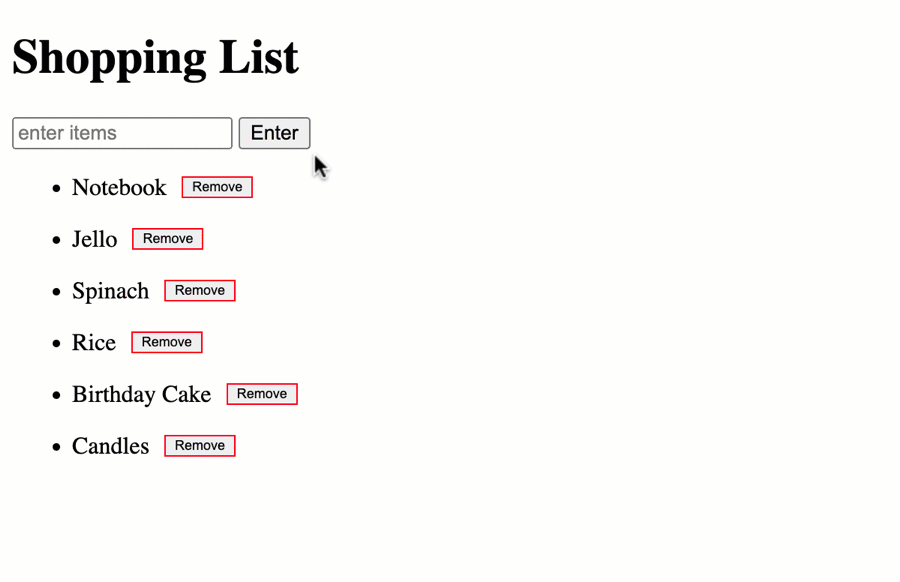 Shopping List
enter items Enter
Notebook Remove
Jello Remove
Spinach Remove
Rice Remove
Birthday Cake Remove
Candles Remove